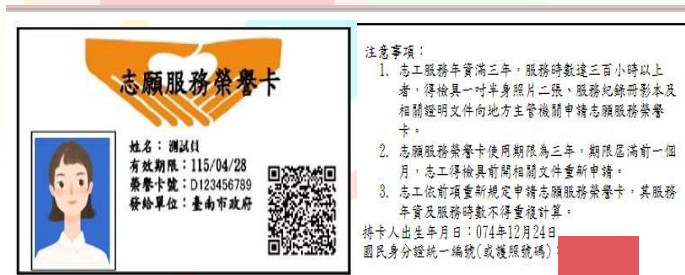 志願服務榮譽卡
姓名：測試員
有效期限：115/04/28
榮譽卡號：D123456789
發給單位：臺南市政府
注意事項：
1. 志工服務年資滿三年，服務時數達三百小時以上
者，得檢具一吋半身照片二張、服務紀錄冊影本及
相關證明文件向地方主管機關申請志願服務榮譽
卡。
2. 志願服務榮譽卡使用期限為三年，期限屆滿前一個
月，志工得檢具前開相關文件重新申請。
3. 志工依前項重新規定申請志願服務榮譽卡，其服務
年資及服務時數不得重複計算。
持卡人出生年月日：074年12月24日
國民身分證統一編號(或護照號碼)：